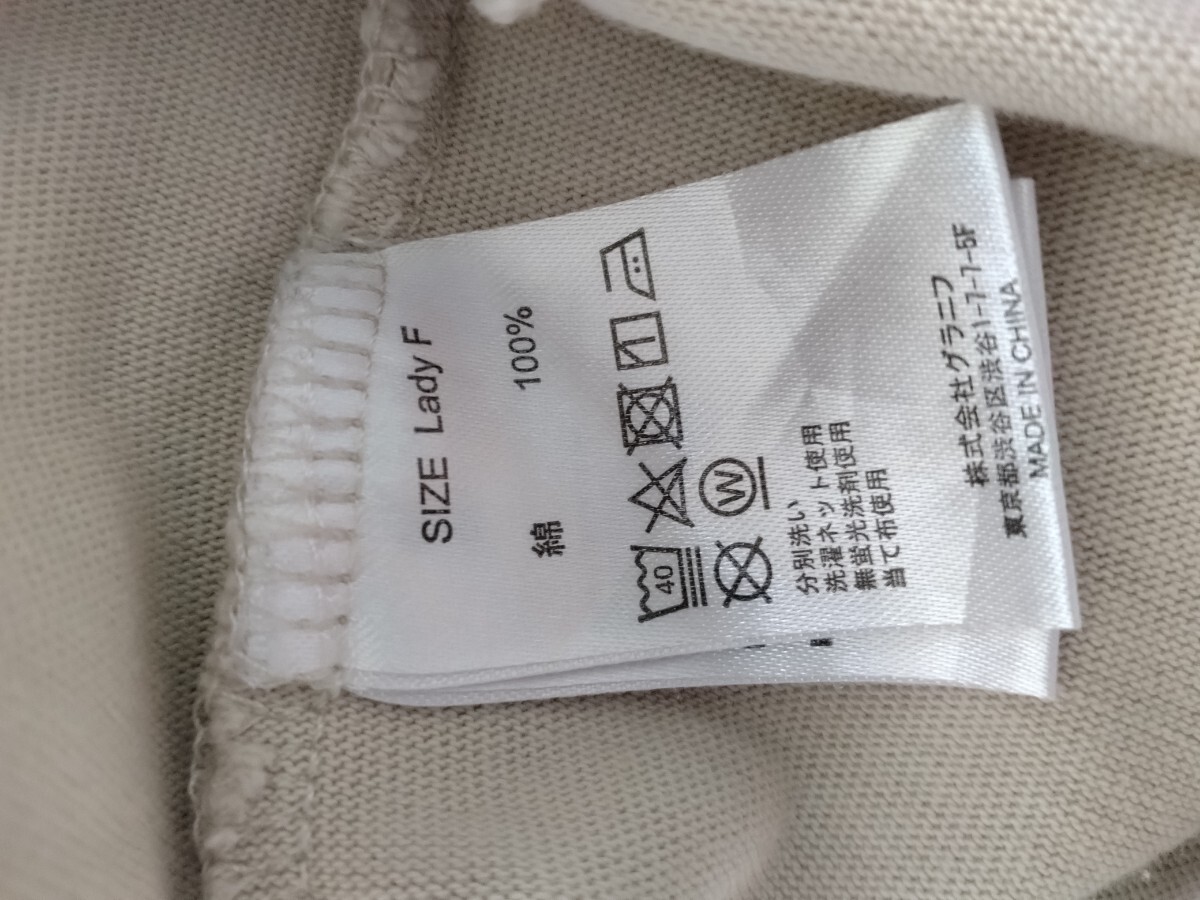 SIZE Lady F
綿 100%
40
W
分別洗い
洗濯ネット使用
無蛍光洗剤使用
当て布使用
株式会社グラニフ
東京都渋谷区渋谷1-7-7-5F
MADE IN CHINA